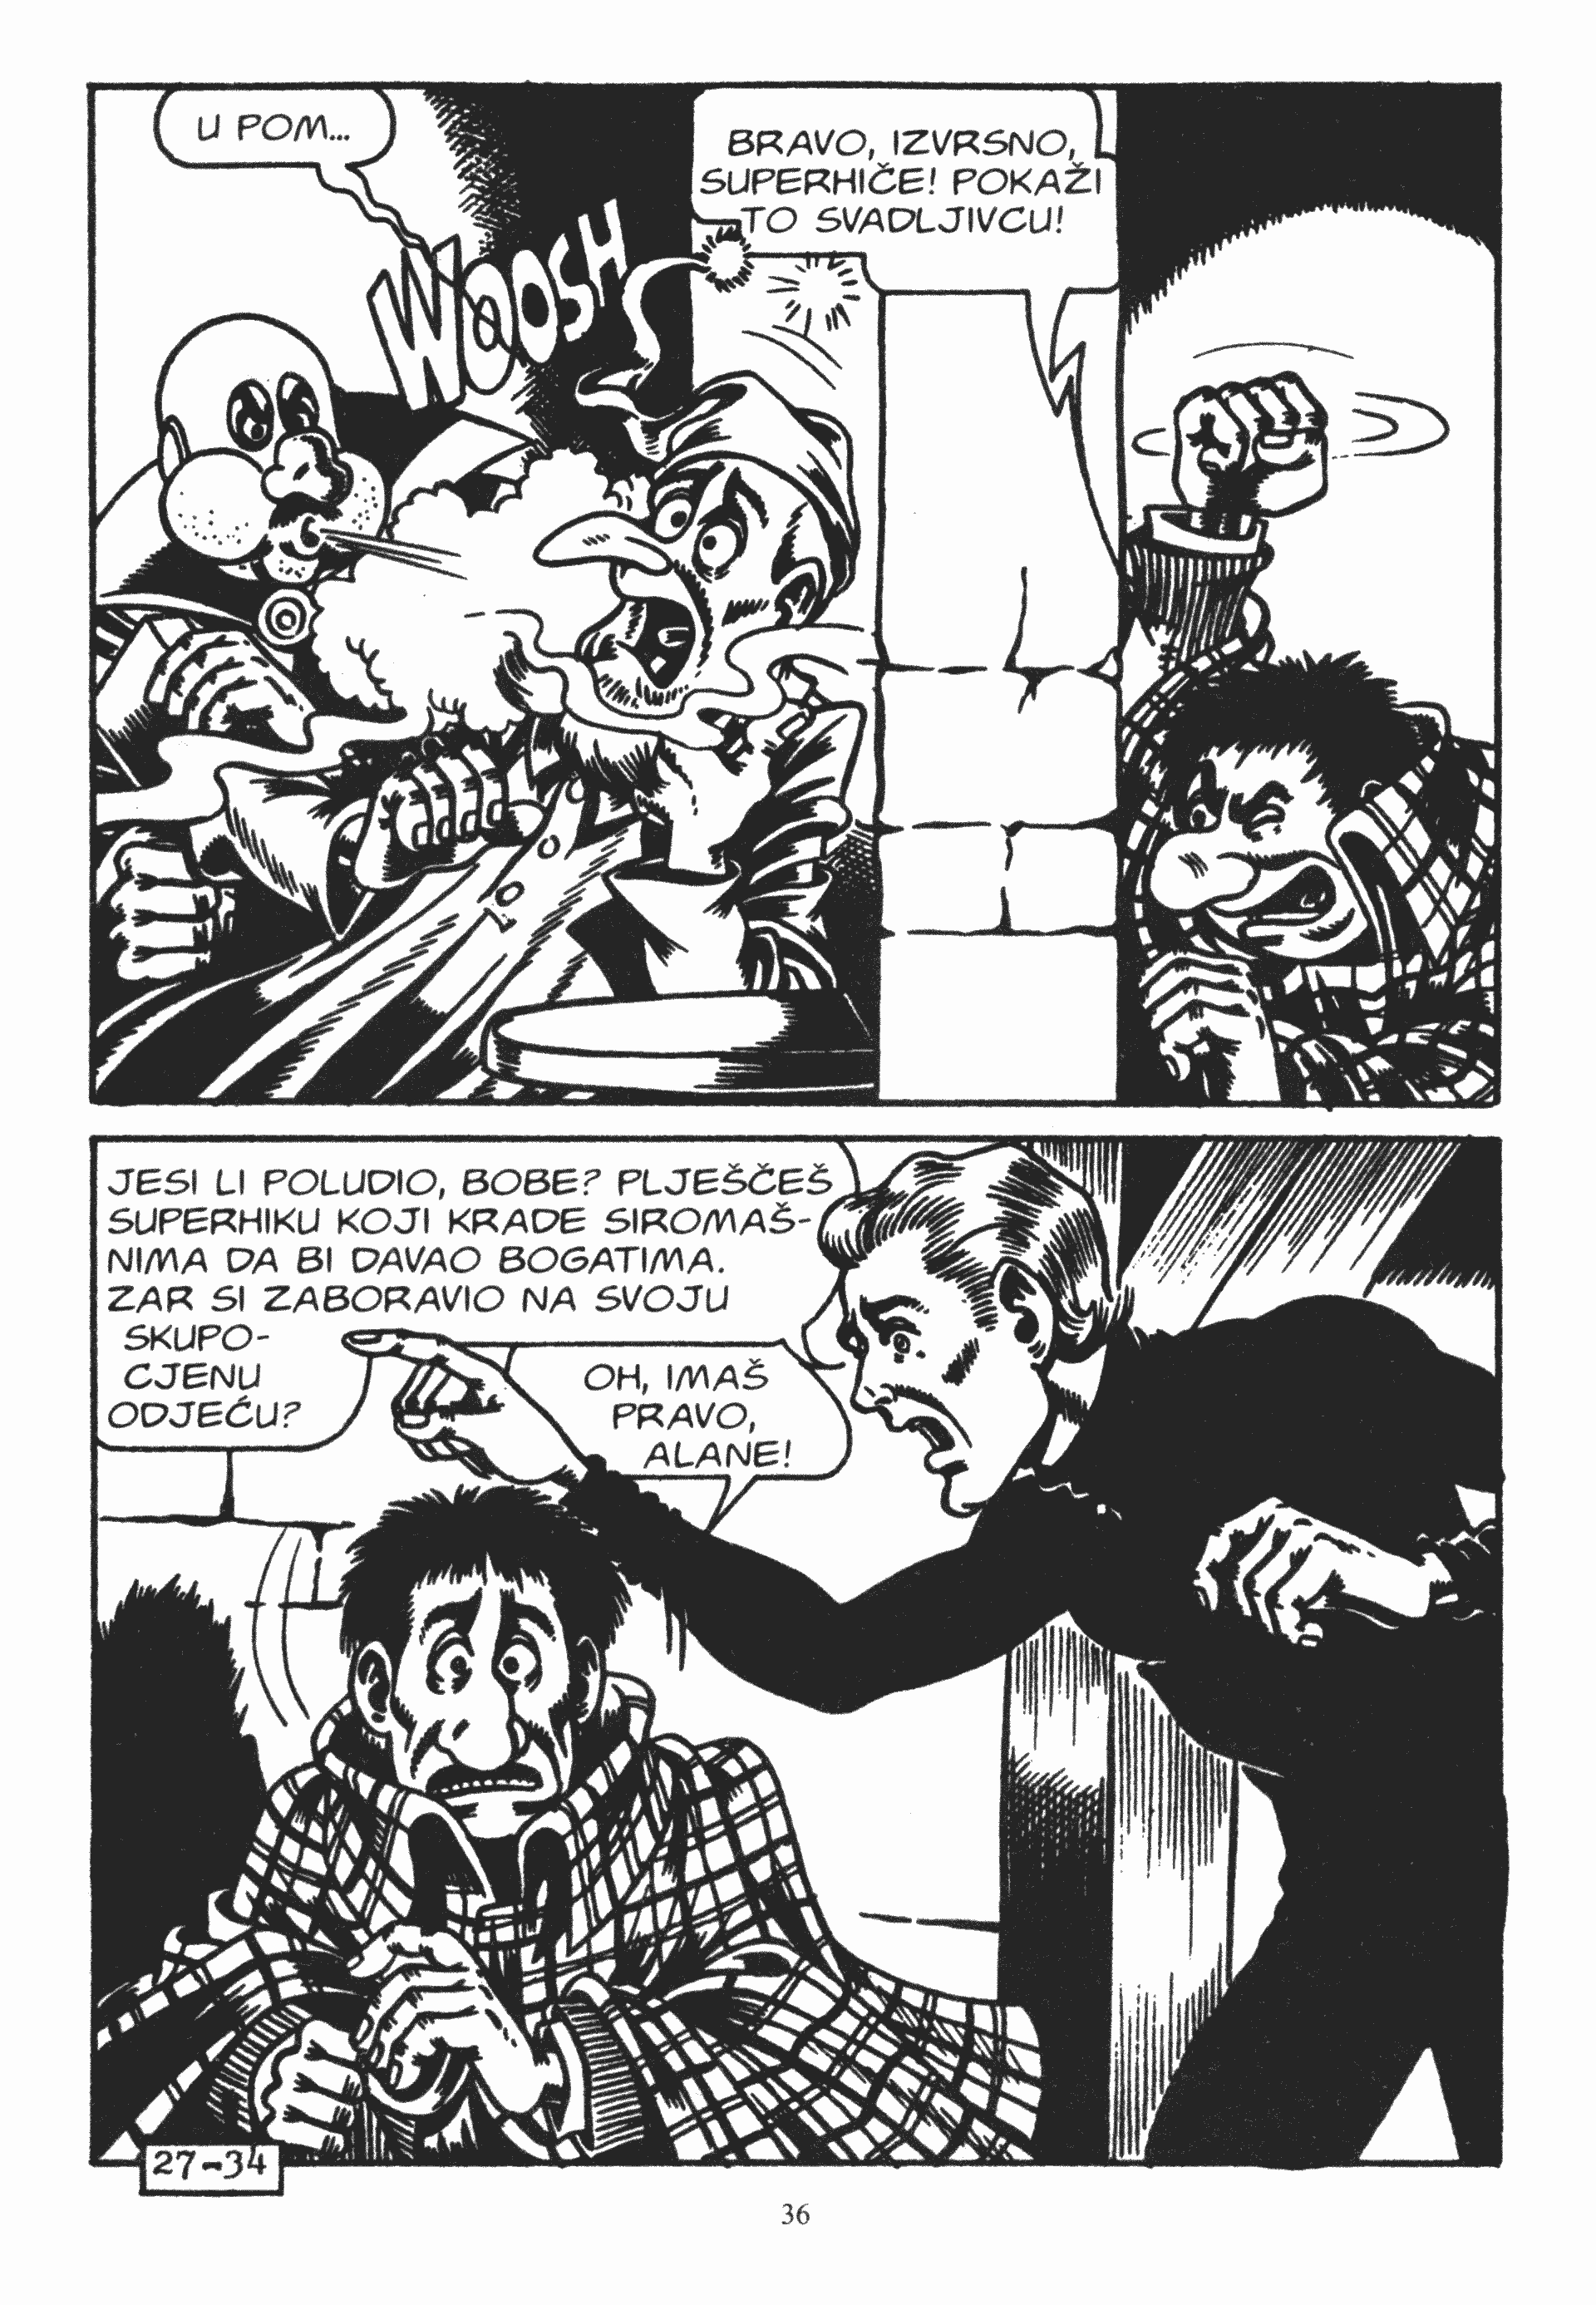 U POM...
WOOSH
BRAVO, IZVRSNO,
SUPERHIČE! POKAŽI
TO SVADLJIVCU!
JESI LI POLUDIO, BOBE? PLJEŠČEŠ
SUPERHIKU KOJI KRADE SIROMAŠ-
NIMA DA BI DAVAO BOGATIMA.
ZAR SI ZABORAVIO NA SVOJU
SKUPO-
CJENU
ODJEĆU?
OH, IMAŠ
PRAVO,
ALANE!
27-34
36